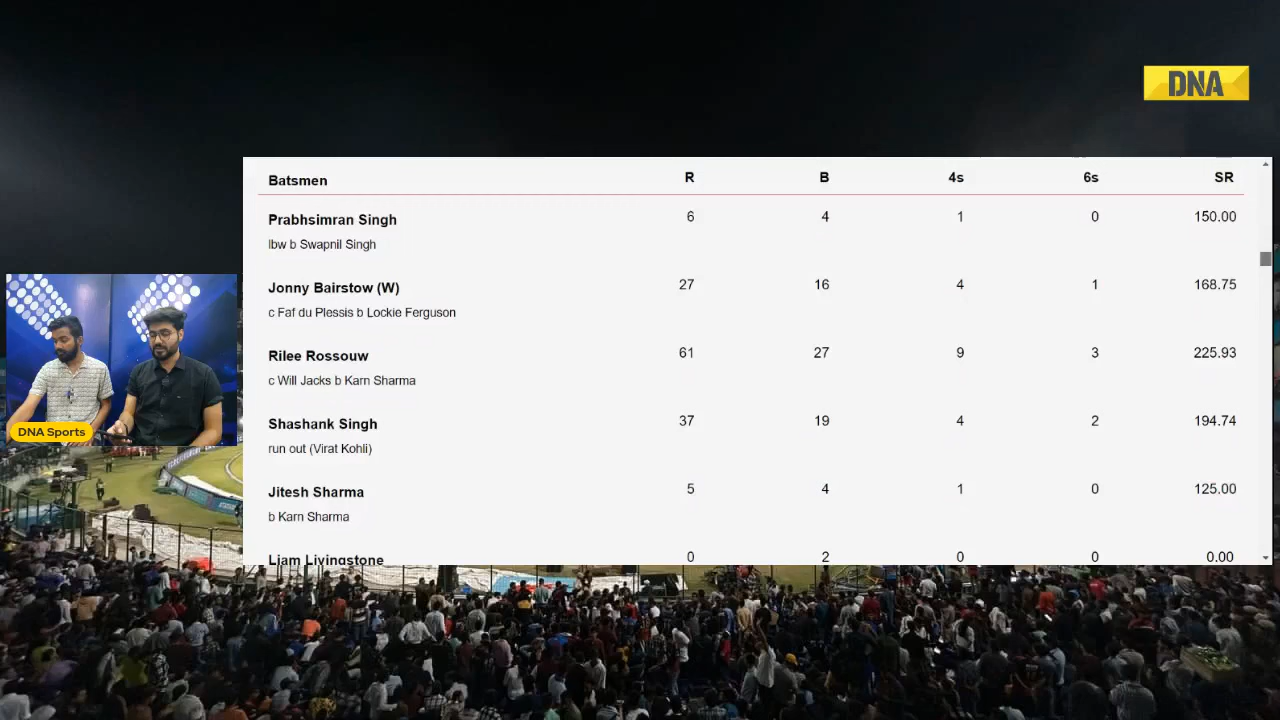 DNA
Batsmen R B 4s 6s SR
Prabhsimran Singh 6 4 1 0 150.00
lbw b Swapnil Singh
Jonny Bairstow (W) 27 16 4 1 168.75
c Faf du Plessis b Lockie Ferguson
Rilee Rossouw 61 27 9 3 225.93
c Will Jacks b Karn Sharma
Shashank Singh 37 19 4 2 194.74
run out (Virat Kohli)
Jitesh Sharma 5 4 1 0 125.00
b Karn Sharma
Liam Livingstone 0 2 0 0 0.00
DNA Sports